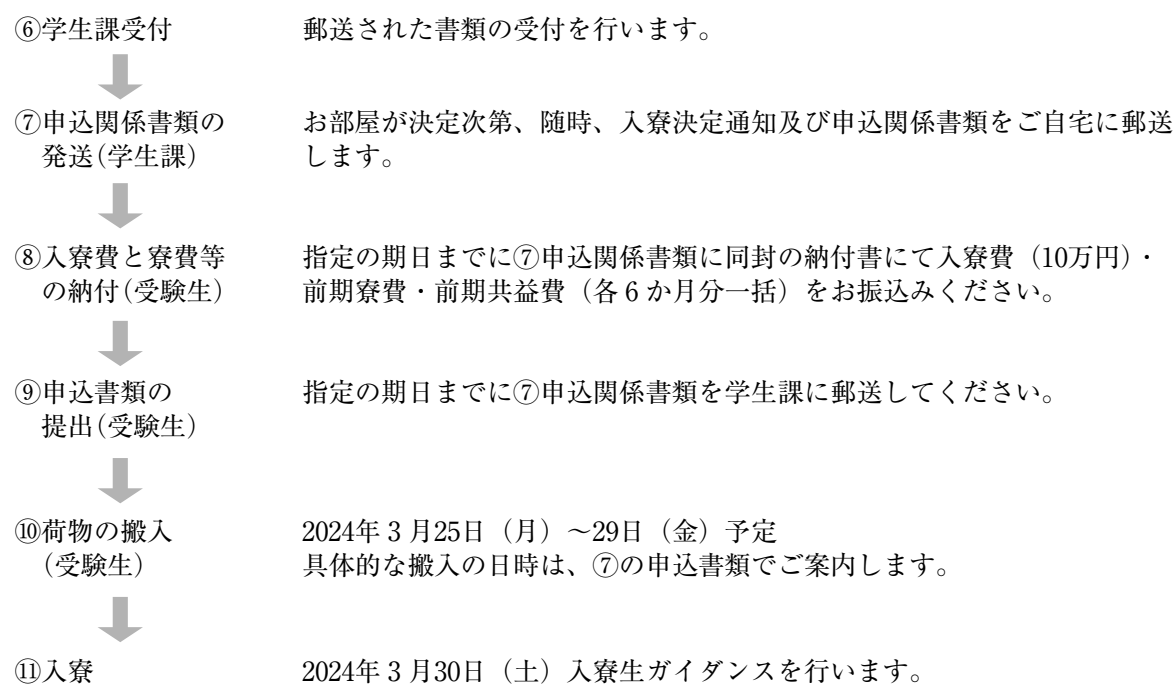 ⑥学生課受付 郵送された書類の受付を行います。
⑦申込関係書類の お部屋が決定次第、随時、入寮決定通知及び申込関係書類をご自宅に郵送
発送(学生課) します。
⑧入寮費と寮費等 指定の期日までに⑦申込関係書類に同封の納付書にて入寮費(10万円)・
の納付(受験生) 前期寮費・前期共益費(各6か月分一括)をお振込みください。
⑨申込書類の 指定の期日までに⑦申込関係書類を学生課に郵送してください。
提出(受験生)
⑩荷物の搬入 2024年3月25日(月)~29日(金)予定
(受験生) 具体的な搬入の日時は、⑦の申込書類でご案内します。
⑪入寮 2024年3月30日(土)入寮生ガイダンスを行います。